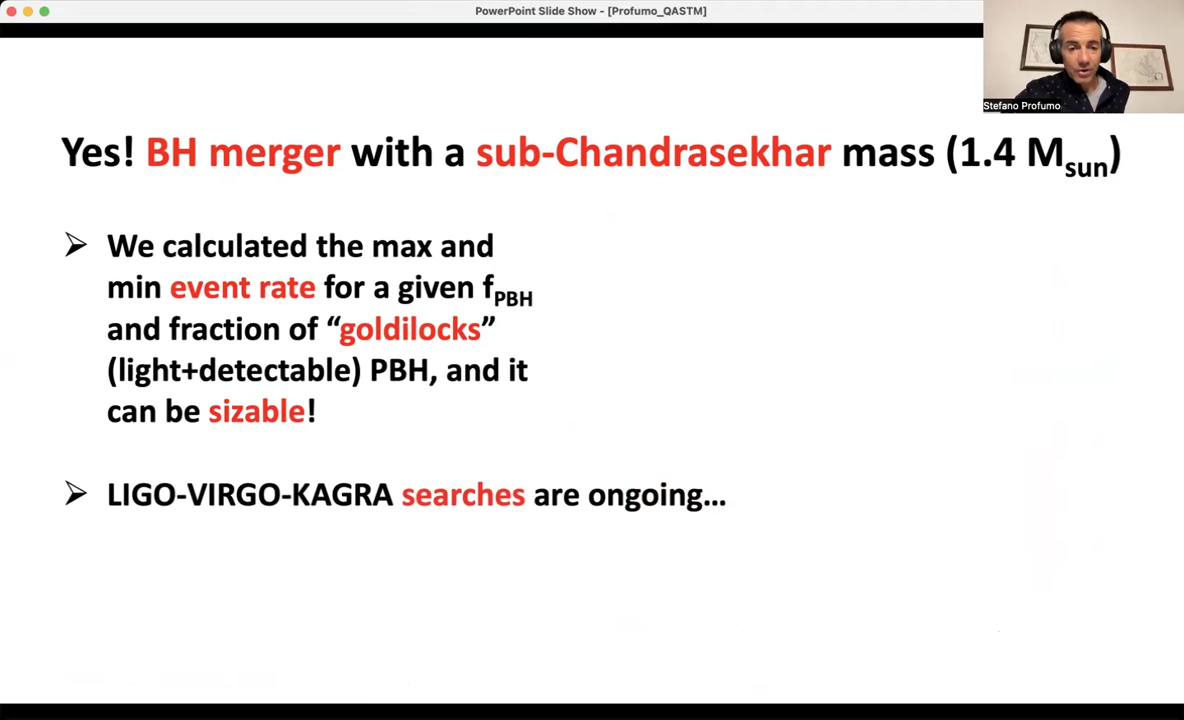 PowerPoint Slide Show - [Profumo_QASTM]
Stefano Profumo
Yes! BH merger with a sub-Chandrasekhar mass (1.4 Msun)
➢ We calculated the max and
min event rate for a given fPBH
and fraction of “goldilocks”
(light+detectable) PBH, and it
can be sizable!
➢ LIGO-VIRGO-KAGRA searches are ongoing…